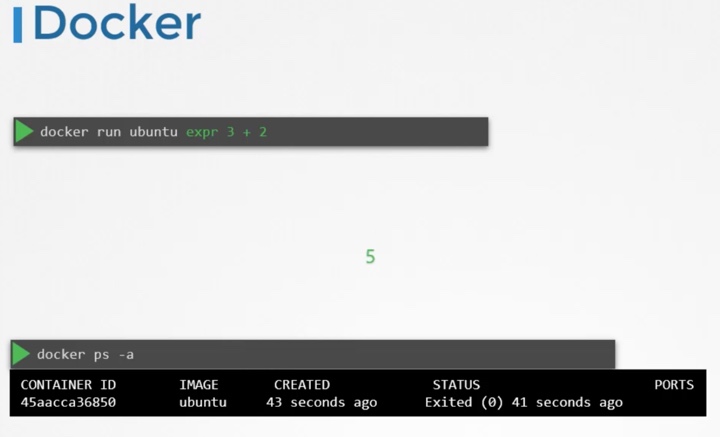 Docker
docker run ubuntu expr 3 + 2
5
docker ps -a
CONTAINER ID IMAGE CREATED STATUS PORTS
45aacca36850 ubuntu 43 seconds ago Exited (0) 41 seconds ago